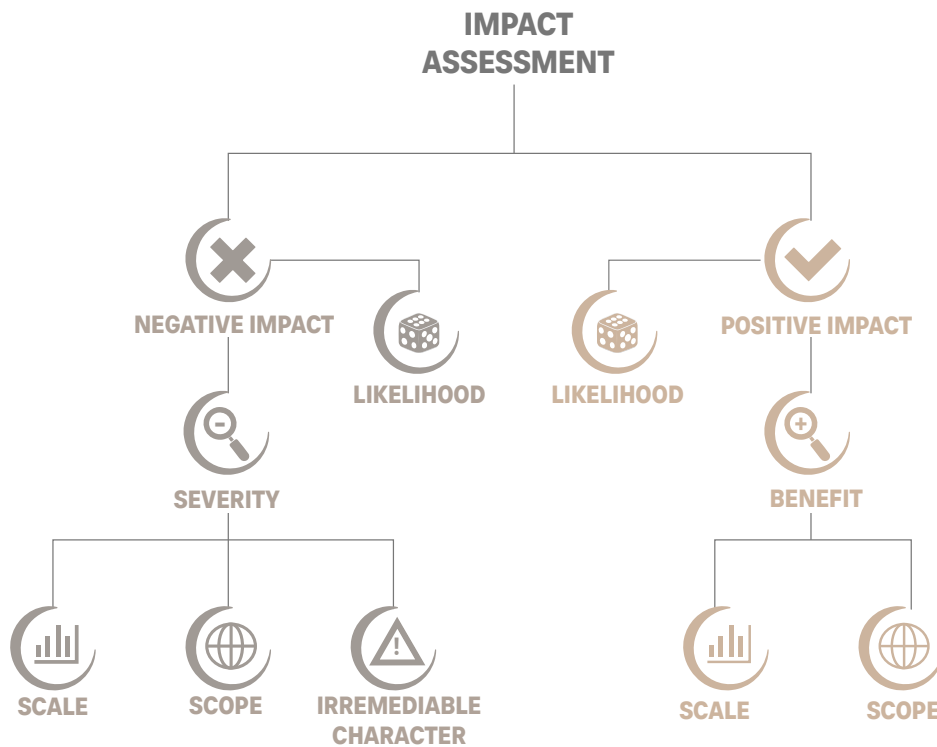 IMPACT
ASSESSMENT
NEGATIVE IMPACT
POSITIVE IMPACT
LIKELIHOOD
LIKELIHOOD
SEVERITY
BENEFIT
SCALE
SCOPE
IRREMEDIABLE
CHARACTER
SCALE
SCOPE